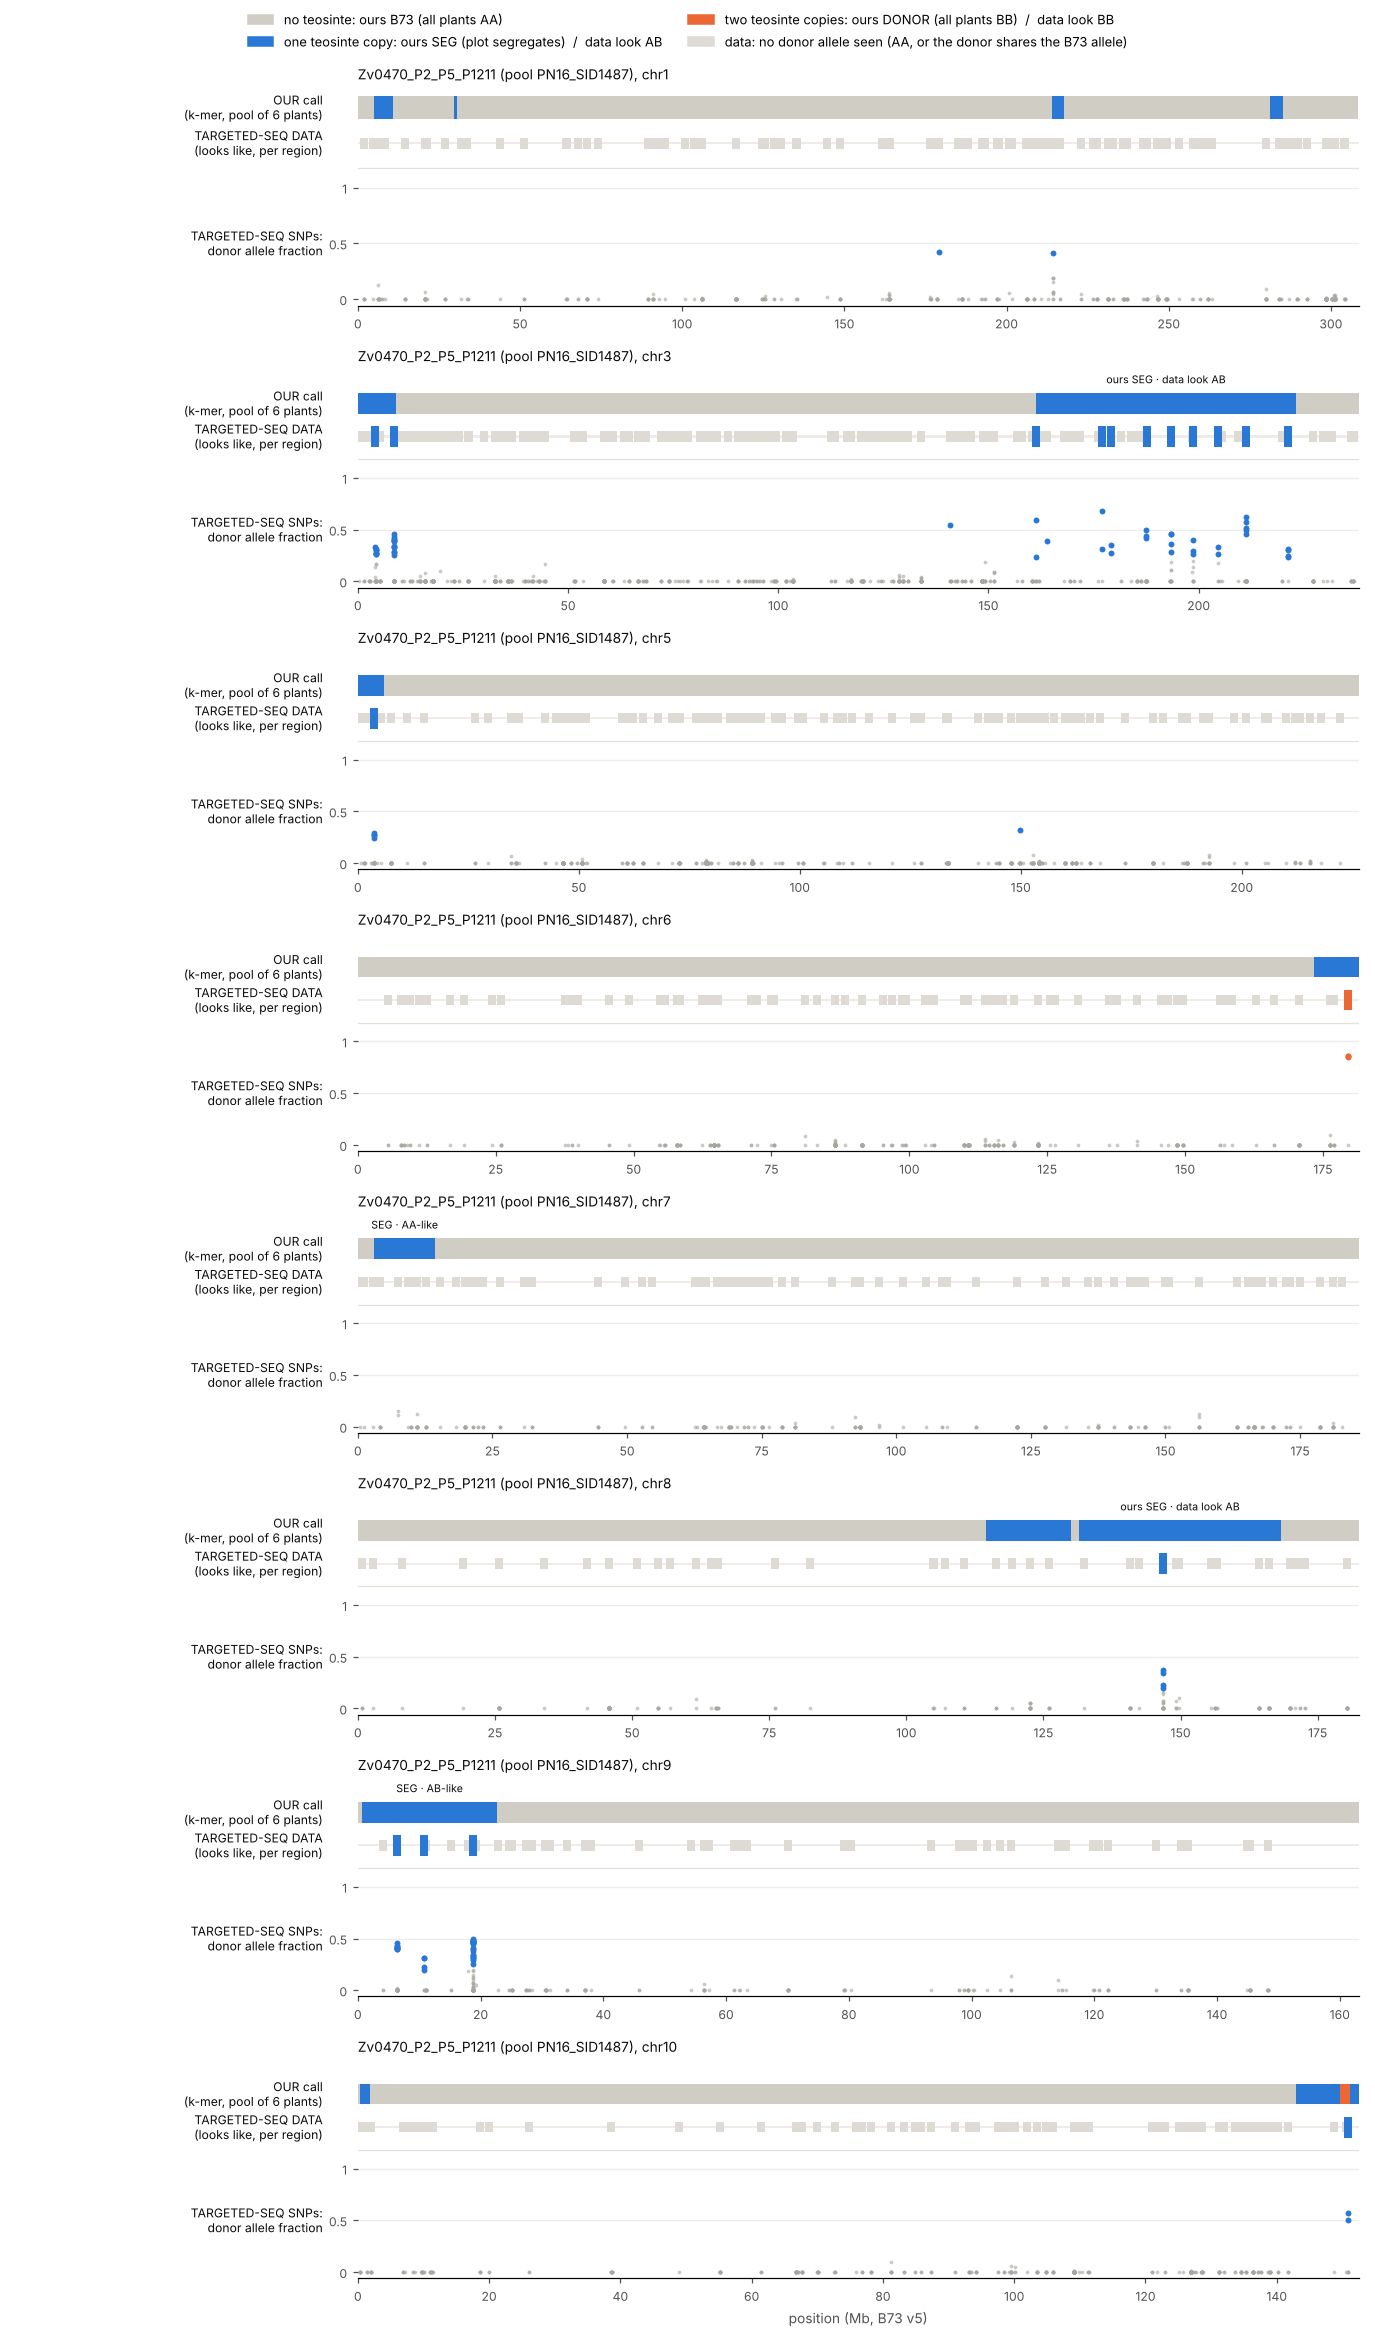 no teosinte: ours B73 (all plants AA)
two teosinte copies: ours DONOR (all plants BB) / data look BB
one teosinte copy: ours SEG (plot segregates) / data look AB
data: no donor allele seen (AA, or the donor shares the B73 allele)
Zv0470_P2_P5_P1211 (pool PN16_SID1487), chr1
OUR call
(k-mer, pool of 6 plants)
TARGETED-SEQ DATA
(looks like, per region)
1
TARGETED-SEQ SNPs:
donor allele fraction
0.5
0
0 50 100 150 200 250 300
Zv0470_P2_P5_P1211 (pool PN16_SID1487), chr3
ours SEG · data look AB
OUR call
(k-mer, pool of 6 plants)
TARGETED-SEQ DATA
(looks like, per region)
1
TARGETED-SEQ SNPs:
donor allele fraction
0.5
0
0 50 100 150 200
Zv0470_P2_P5_P1211 (pool PN16_SID1487), chr5
OUR call
(k-mer, pool of 6 plants)
TARGETED-SEQ DATA
(looks like, per region)
1
TARGETED-SEQ SNPs:
donor allele fraction
0.5
0
0 50 100 150 200
Zv0470_P2_P5_P1211 (pool PN16_SID1487), chr6
OUR call
(k-mer, pool of 6 plants)
TARGETED-SEQ DATA
(looks like, per region)
1
TARGETED-SEQ SNPs:
donor allele fraction
0.5
0
0 25 50 75 100 125 150 175
Zv0470_P2_P5_P1211 (pool PN16_SID1487), chr7
SEG · AA-like
OUR call
(k-mer, pool of 6 plants)
TARGETED-SEQ DATA
(looks like, per region)
1
TARGETED-SEQ SNPs:
donor allele fraction
0.5
0
0 25 50 75 100 125 150 175
Zv0470_P2_P5_P1211 (pool PN16_SID1487), chr8
ours SEG · data look AB
OUR call
(k-mer, pool of 6 plants)
TARGETED-SEQ DATA
(looks like, per region)
1
TARGETED-SEQ SNPs:
donor allele fraction
0.5
0
0 25 50 75 100 125 150 175
Zv0470_P2_P5_P1211 (pool PN16_SID1487), chr9
SEG · AB-like
OUR call
(k-mer, pool of 6 plants)
TARGETED-SEQ DATA
(looks like, per region)
1
TARGETED-SEQ SNPs:
donor allele fraction
0.5
0
0 20 40 60 80 100 120 140 160
Zv0470_P2_P5_P1211 (pool PN16_SID1487), chr10
OUR call
(k-mer, pool of 6 plants)
TARGETED-SEQ DATA
(looks like, per region)
1
TARGETED-SEQ SNPs:
donor allele fraction
0.5
0
0 20 40 60 80 100 120 140
position (Mb, B73 v5)